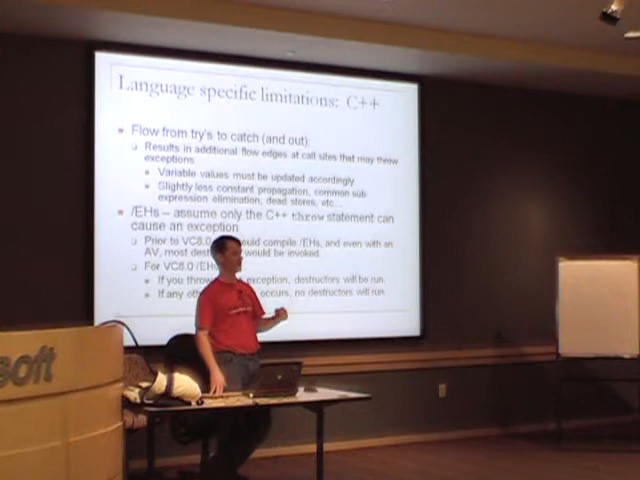 Language specific limitations: C++
Flow from try's to catch (and out):
Results in additional flow edges at call sites that may throw
exceptions
Variable values must be updated accordingly
Slightly less constant propagation, common sub
expression elimination, dead stores, etc...
/EHs – assume only the C++ throw statement can
cause an exception
Prior to VC8.0 would compile /EHs, and even with an
AV, most would be invoked.
For VC8.0 /EHs
If you throw exception, destructors will be run.
If any occurs, no destructors will run.
soft